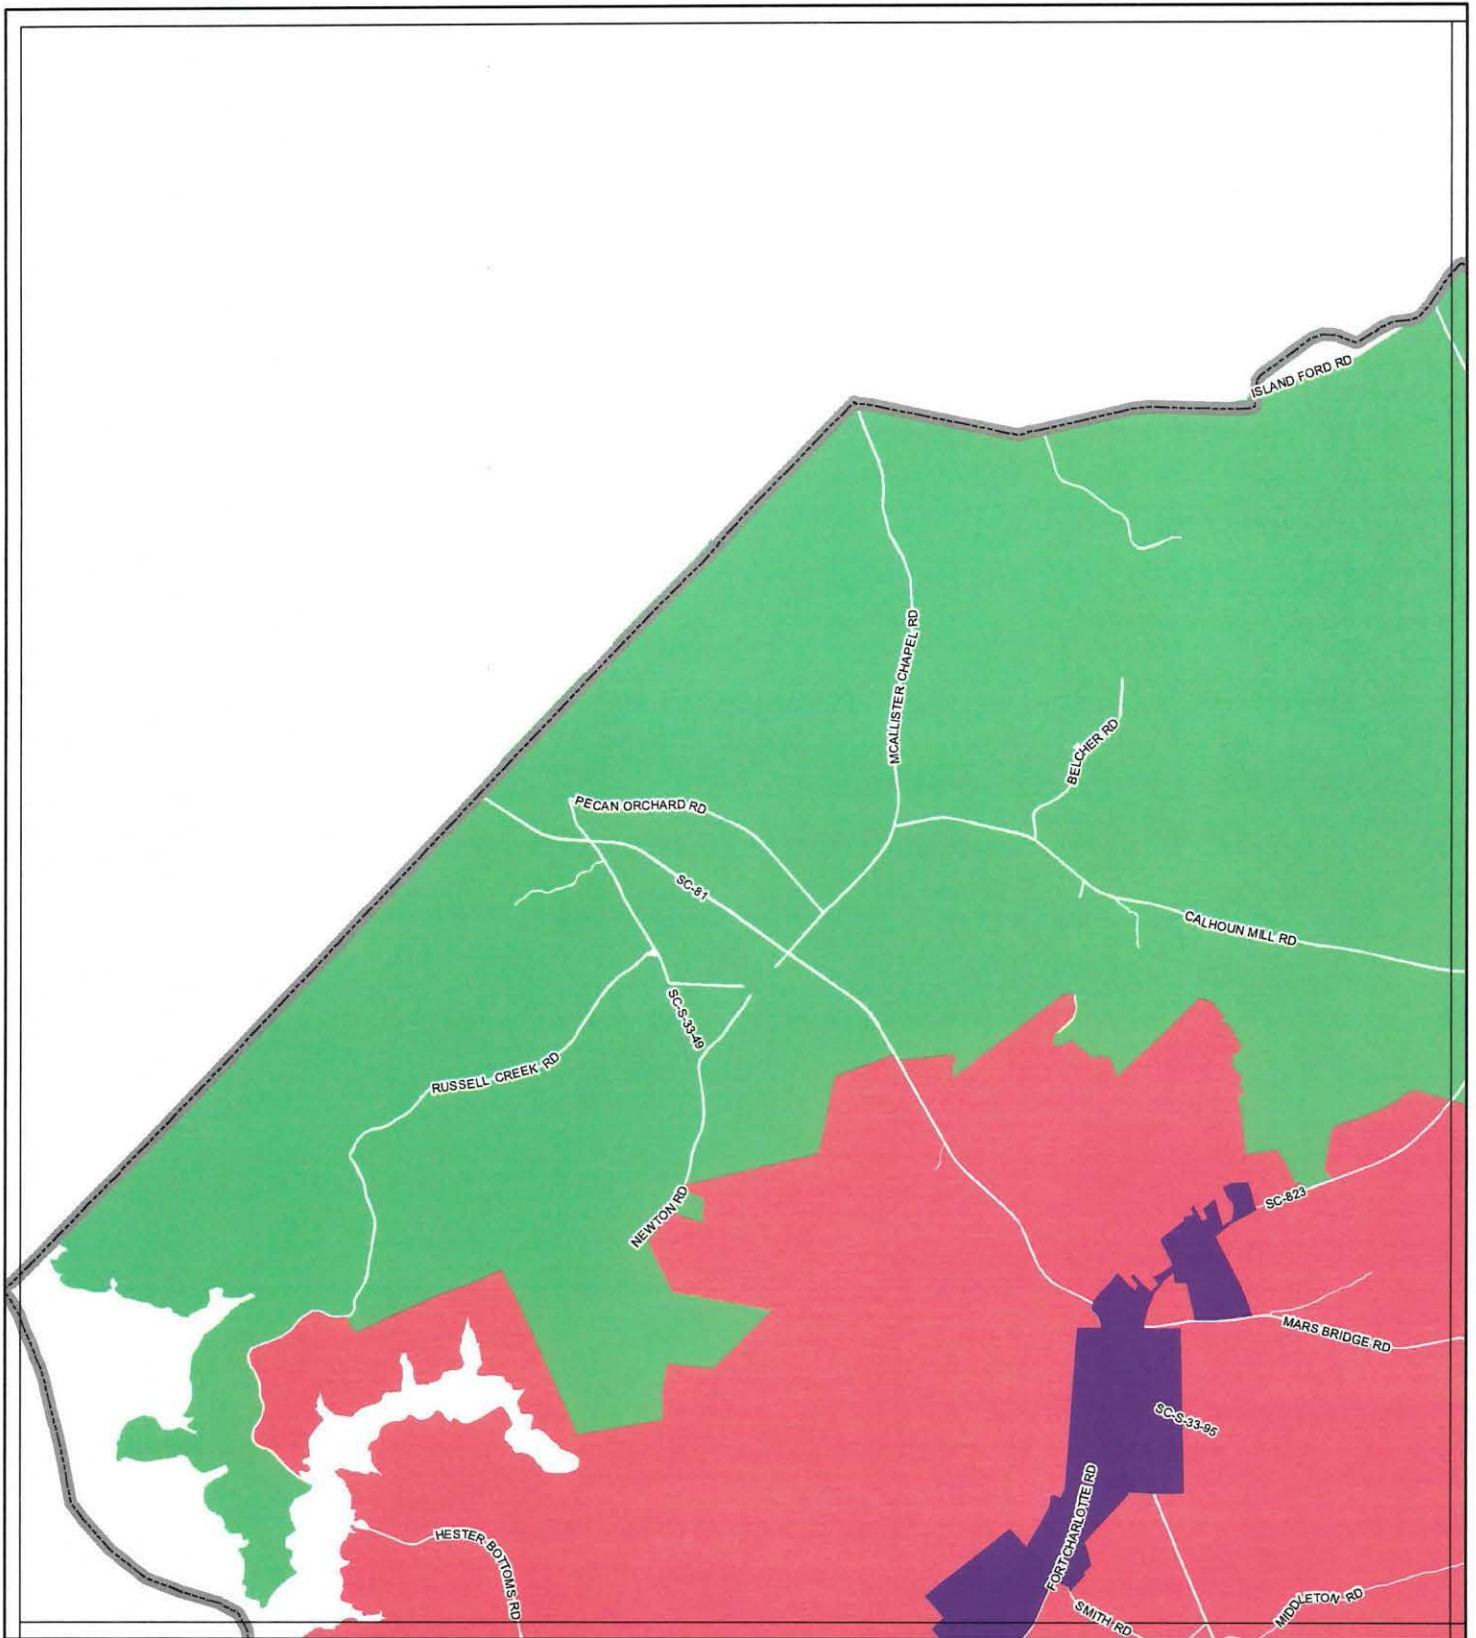 ISLAND FORD RD
MCALLISTER CHAPEL RD
BELCHER RD
PECAN ORCHARD RD
SC-81
CALHOUN MILL RD
SC-S-33-49
RUSSELL CREEK RD
NEWTON RD
SC-823
MARS BRIDGE RD
SC-S-33-95
FORT CHARLOTTE RD
HESTER BOTTOMS RD
SMITH RD
MIDDLETON RD